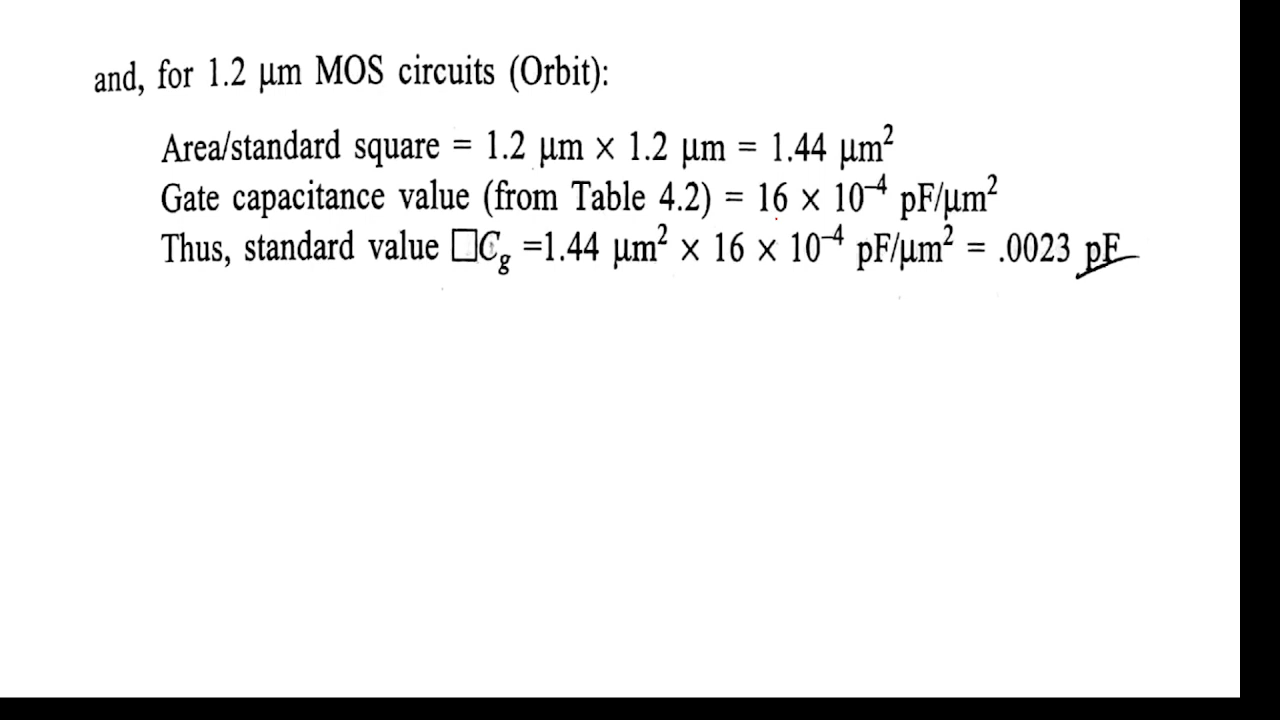 and, for 1.2 µm MOS circuits (Orbit):
Area/standard square = 1.2 µm × 1.2 µm = 1.44 µm²
Gate capacitance value (from Table 4.2) = 16 × 10⁻⁴ pF/µm²
Thus, standard value □Cg =1.44 µm² × 16 × 10⁻⁴ pF/µm² = .0023 pF